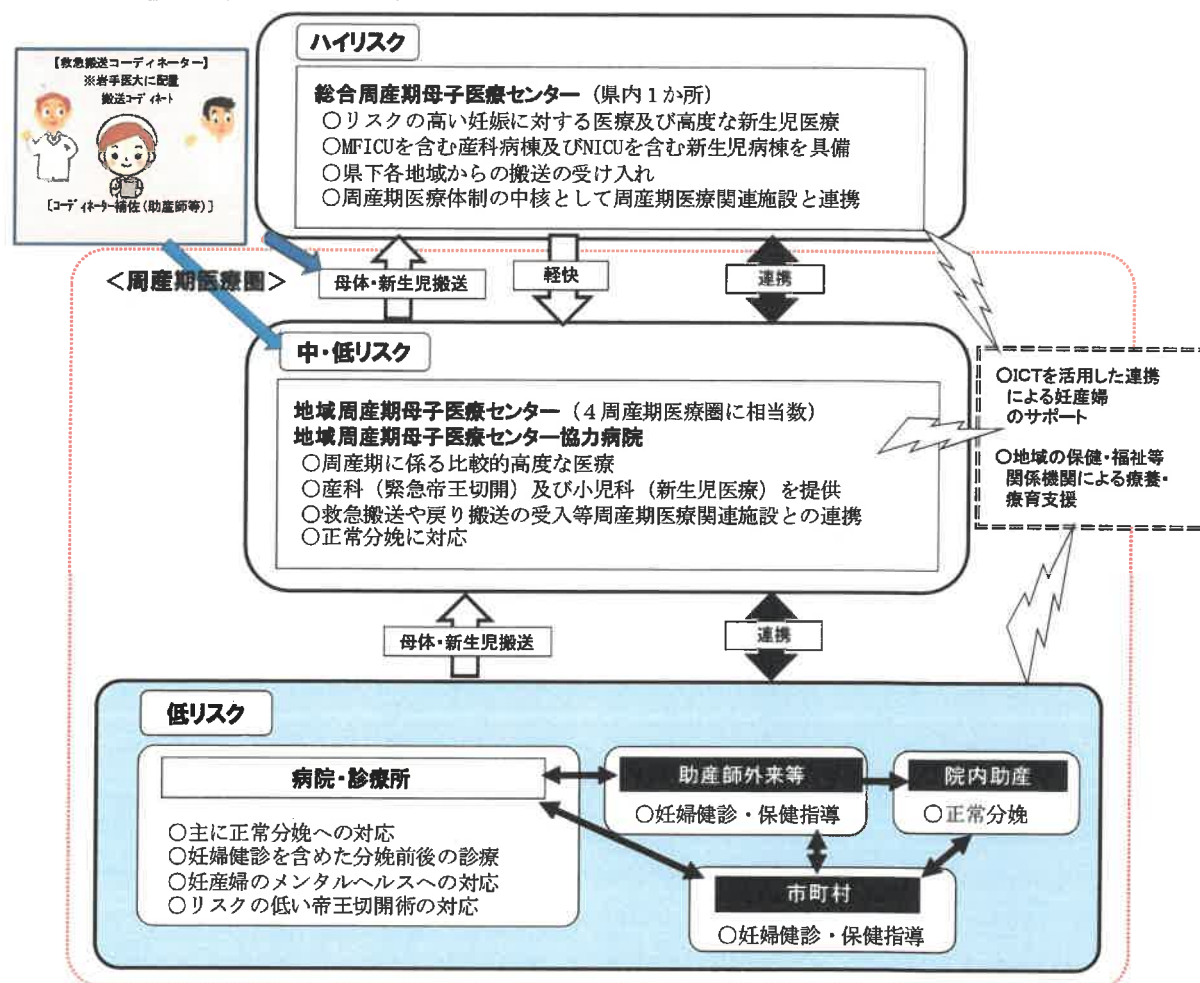 【救急搬送コーディネーター】
※岩手医大に配置
搬送コーディネート
［コーディネーター補佐（助産師等）］
ハイリスク
総合周産期母子医療センター（県内１か所）
○リスクの高い妊娠に対する医療及び高度な新生児医療
○MFICUを含む産科病棟及びNICUを含む新生児病棟を具備
○県下各地域からの搬送の受け入れ
○周産期医療体制の中核として周産期医療関連施設と連携
＜周産期医療圏＞
母体・新生児搬送
軽快
連携
中・低リスク
地域周産期母子医療センター（４周産期医療圏に相当数）
地域周産期母子医療センター協力病院
○周産期に係る比較的高度な医療
○産科（緊急帝王切開）及び小児科（新生児医療）を提供
○救急搬送や戻り搬送の受入等周産期医療関連施設との連携
○正常分娩に対応
○ICTを活用した連携
による妊産婦
のサポート
○地域の保健・福祉等
関係機関による療養・
療育支援
母体・新生児搬送
連携
低リスク
病院・診療所
○主に正常分娩への対応
○妊婦健診を含めた分娩前後の診療
○妊産婦のメンタルヘルスへの対応
○リスクの低い帝王切開術の対応
助産師外来等
○妊婦健診・保健指導
院内助産
○正常分娩
市町村
○妊婦健診・保健指導